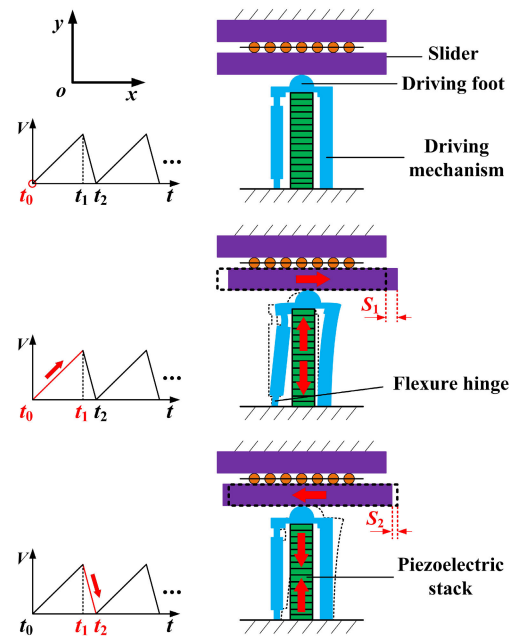 y
o
x
Slider
Driving foot
Driving
mechanism
V
t0
t1
t2
t
...
S1
V
t0
t1
t2
t
...
Flexure hinge
S2
V
t0
t1
t2
t
...
Piezoelectric
stack